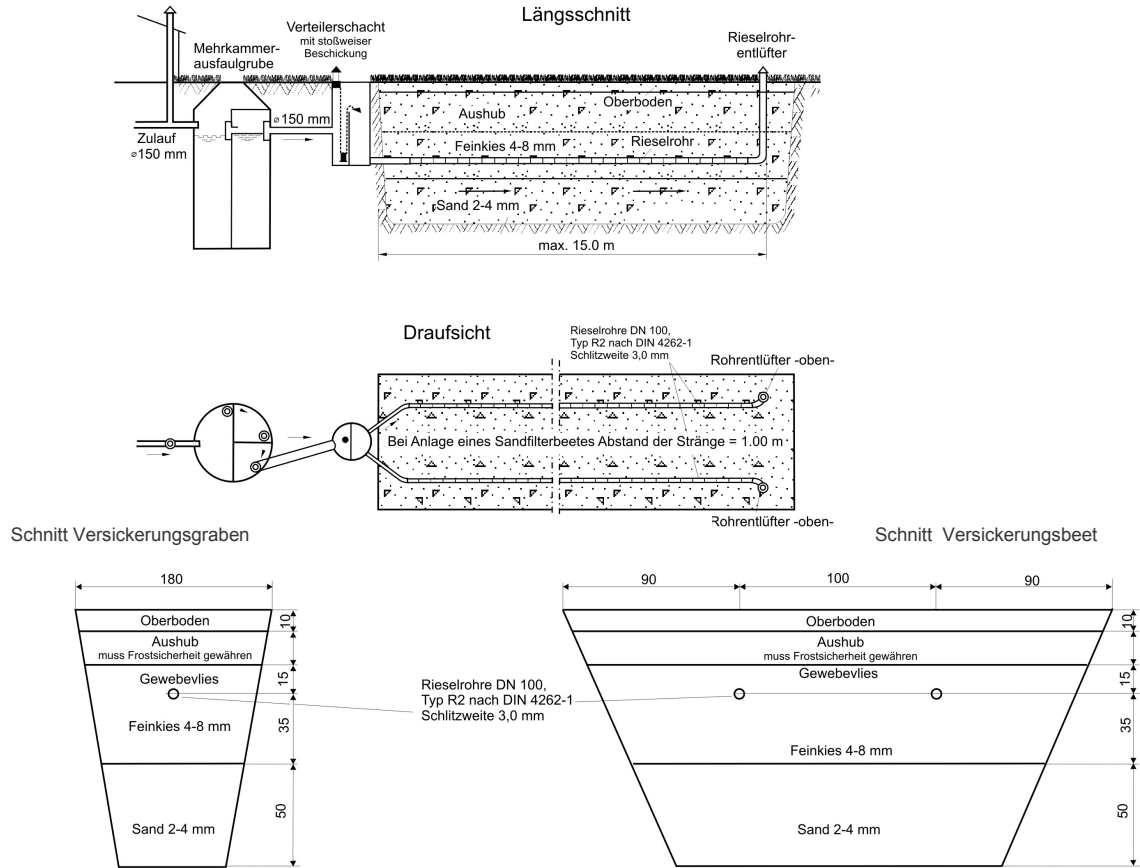 Längsschnitt
Verteilerschacht
mit stoßweiser
Beschickung
Rieselrohr-
entlüfter
Mehrkammer-
ausfaulgrube
Oberboden
Aushub
ø150 mm
Zulauf
ø150 mm
Feinkies 4-8 mm
Rieselrohr
Sand 2-4 mm
max. 15.0 m
Draufsicht
Rieselrohre DN 100,
Typ R2 nach DIN 4262-1
Schlitzweite 3,0 mm
Rohrentlüfter -oben-
Bei Anlage eines Sandfilterbeetes Abstand der Stränge = 1.00 m
Rohrentlüfter -oben-
Schnitt Versickerungsgraben
180
Oberboden
10
Aushub
muss Frostsicherheit gewähren
Gewebevlies
15
Feinkies 4-8 mm
35
Sand 2-4 mm
50
Rieselrohre DN 100,
Typ R2 nach DIN 4262-1
Schlitzweite 3,0 mm
Schnitt Versickerungsbeet
90
100
90
Oberboden
10
Aushub
muss Frostsicherheit gewähren
Gewebevlies
15
Feinkies 4-8 mm
35
Sand 2-4 mm
50